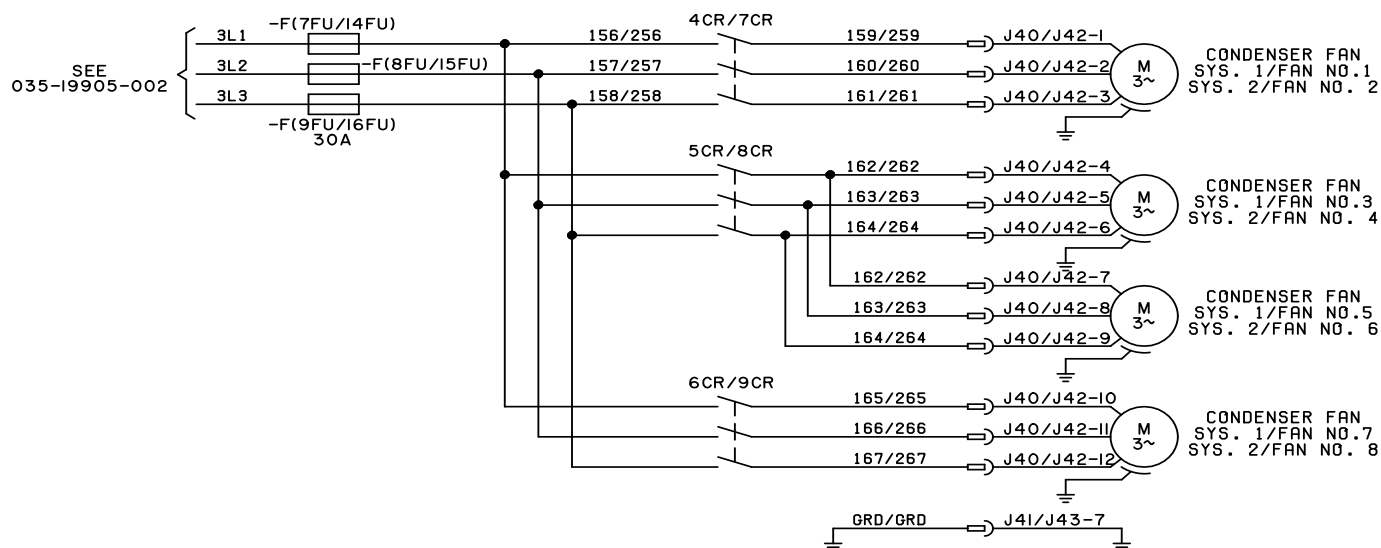 4CR/7CR
-F(7FU/14FU)
3L1
156/256
159/259
J40/J42-1
-F(8FU/15FU)
3L2
157/257
160/260
J40/J42-2
M
3~
CONDENSER FAN
SYS. 1/FAN NO.1
SYS. 2/FAN NO. 2
SEE
035-19905-002
3L3
158/258
161/261
J40/J42-3
-F(9FU/16FU)
30A
5CR/8CR
162/262
J40/J42-4
163/263
J40/J42-5
164/264
J40/J42-6
M
3~
CONDENSER FAN
SYS. 1/FAN NO.3
SYS. 2/FAN NO. 4
162/262
J40/J42-7
163/263
J40/J42-8
164/264
J40/J42-9
M
3~
CONDENSER FAN
SYS. 1/FAN NO.5
SYS. 2/FAN NO. 6
6CR/9CR
165/265
J40/J42-10
166/266
J40/J42-11
167/267
J40/J42-12
M
3~
CONDENSER FAN
SYS. 1/FAN NO.7
SYS. 2/FAN NO. 8
GRD/GRD
J41/J43-7